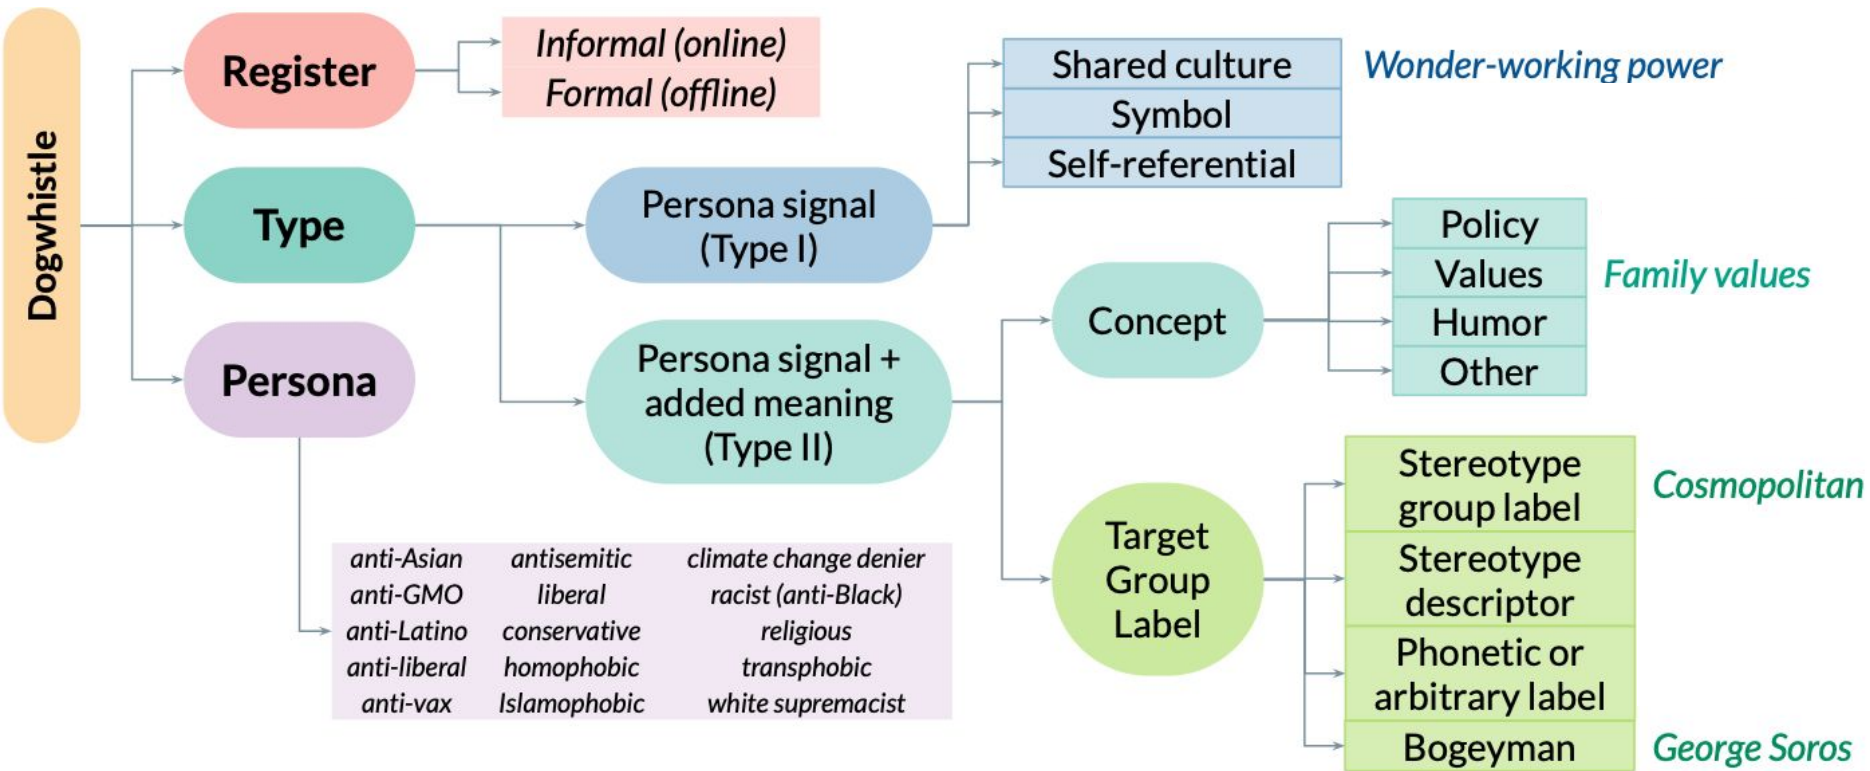 Dogwhistle
Register
Informal (online)
Formal (offline)
Type
Persona signal
(Type I)
Shared culture
Wonder-working power
Symbol
Self-referential
Persona signal +
added meaning
(Type II)
Concept
Policy
Values
Family values
Humor
Other
Target
Group
Label
Stereotype
group label
Cosmopolitan
Stereotype
descriptor
Phonetic or
arbitrary label
Bogeyman
George Soros
Persona
anti-Asian antisemitic climate change denier
anti-GMO liberal racist (anti-Black)
anti-Latino conservative religious
anti-liberal homophobic transphobic
anti-vax Islamophobic white supremacist